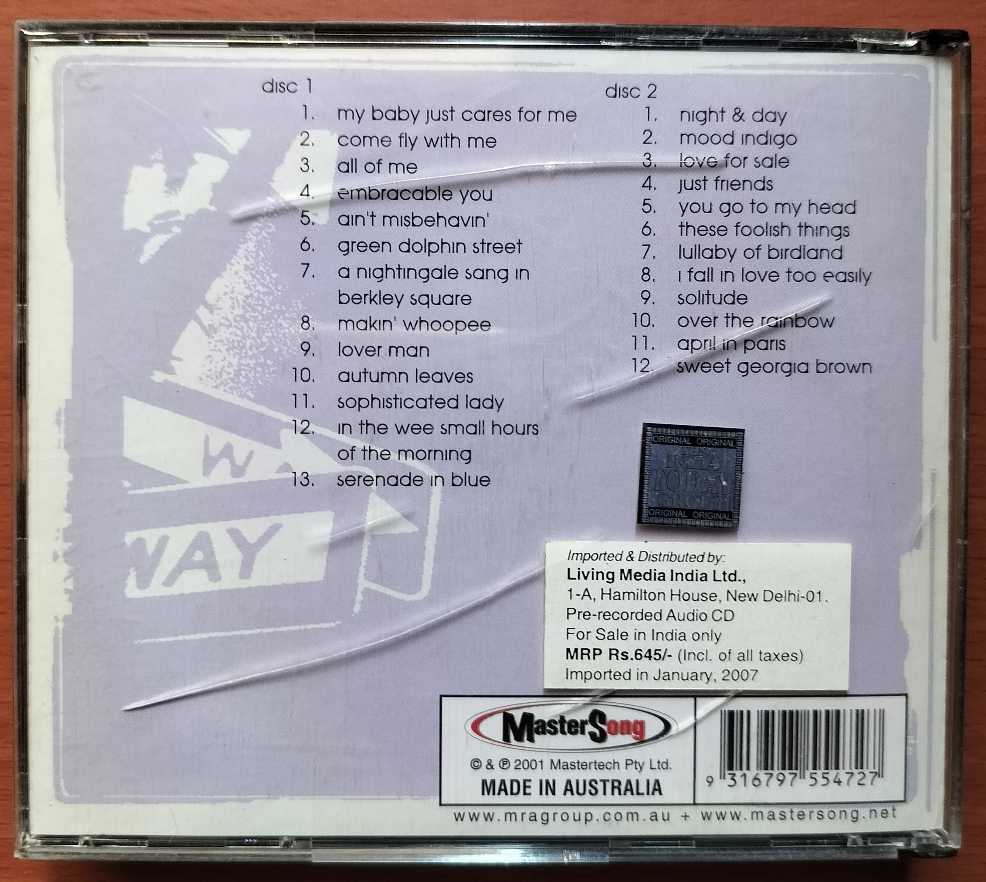 disc 1
1. my baby just cares for me
2. come fly with me
3. all of me
4. embracable you
5. ain't misbehavin'
6. green dolphin street
7. a nightingale sang in
berkley square
8. makin' whoopee
9. lover man
10. autumn leaves
11. sophisticated lady
12. in the wee small hours
of the morning
13. serenade in blue
disc 2
1. night & day
2. mood indigo
3. love for sale
4. just friends
5. you go to my head
6. these foolish things
7. lullaby of birdland
8. i fall in love too easily
9. solitude
10. over the rainbow
11. april in paris
12. sweet georgia brown
WAY
ORIGINAL ORIGINAL
ORIGINAL ORIGINAL
Imported & Distributed by:
Living Media India Ltd.,
1-A, Hamilton House, New Delhi-01.
Pre-recorded Audio CD
For Sale in India only
MRP Rs.645/- (Incl. of all taxes)
Imported in January, 2007
MasterSong
© & ℗ 2001 Mastertech Pty Ltd.
MADE IN AUSTRALIA
9 316797 554727
www.mragroup.com.au + www.mastersong.net